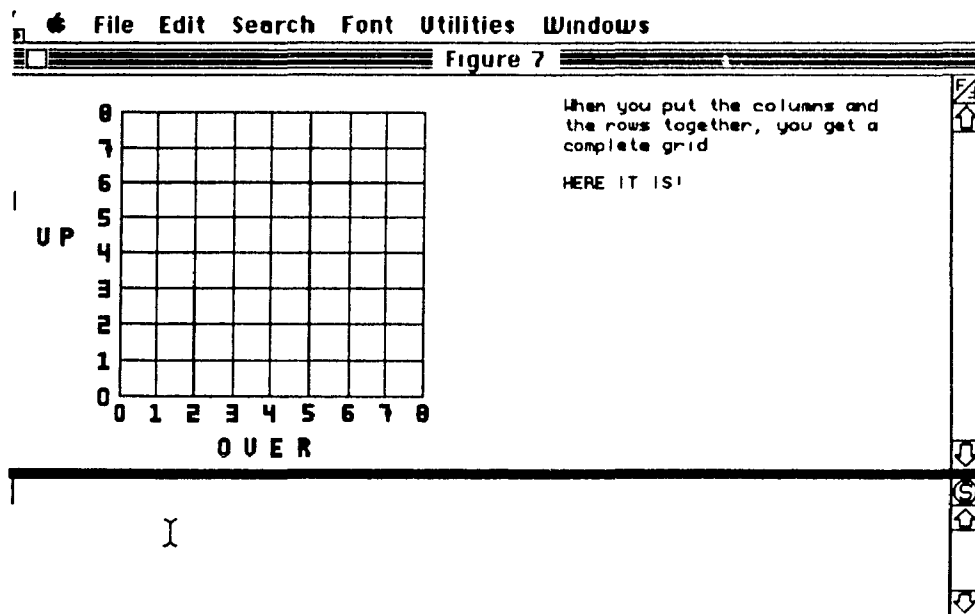 File Edit Search Font Utilities Windows
Figure 7
When you put the columns and
the rows together, you get a
complete grid
HERE IT IS!
8
7
6
5
UP
4
3
2
1
0
0 1 2 3 4 5 6 7 8
OVER